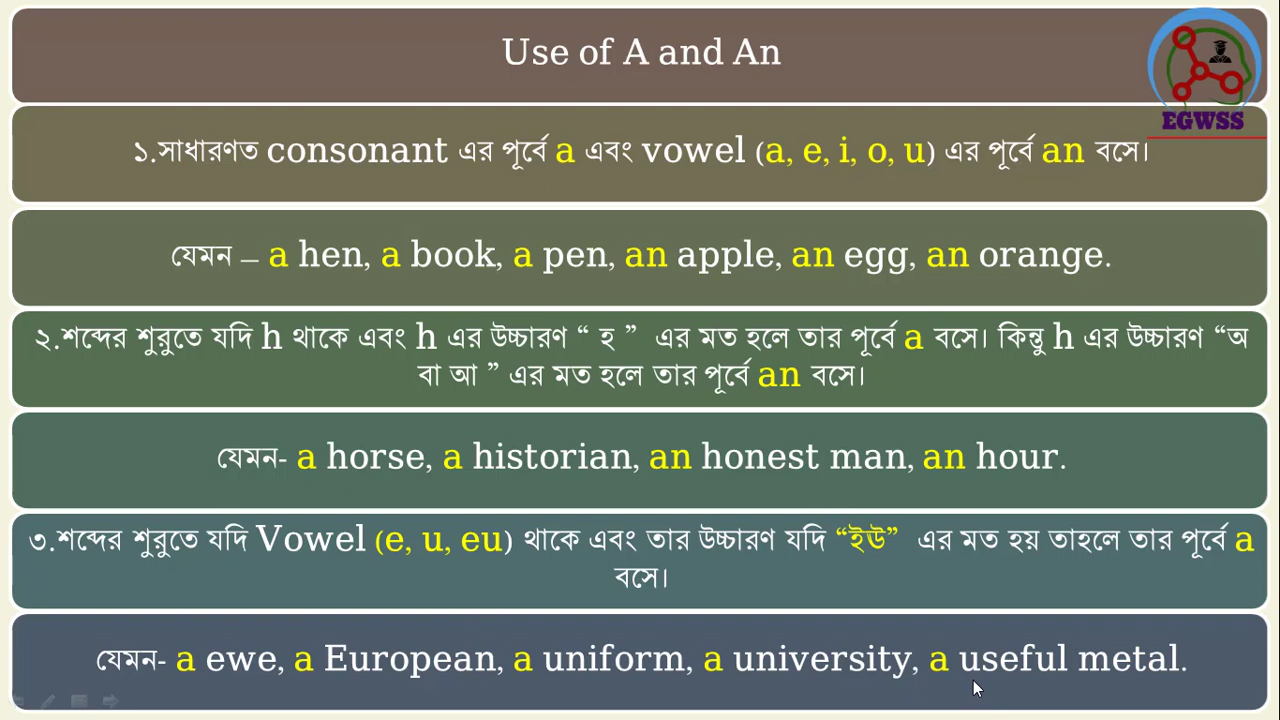 Use of A and An
EGWSS
১.সাধারণত consonant এর পূর্বে a এবং vowel (a, e, i, o, u) এর পূর্বে an বসে।
যেমন – a hen, a book, a pen, an apple, an egg, an orange.
২.শব্দের শুরুতে যদি h থাকে এবং h এর উচ্চারণ “ হ ” এর মত হলে তার পূর্বে a বসে। কিন্তু h এর উচ্চারণ “অ
বা আ ” এর মত হলে তার পূর্বে an বসে।
যেমন- a horse, a historian, an honest man, an hour.
৩.শব্দের শুরুতে যদি Vowel (e, u, eu) থাকে এবং তার উচ্চারণ যদি “ইঊ” এর মত হয় তাহলে তার পূর্বে a
বসে।
যেমন- a ewe, a European, a uniform, a university, a useful metal.